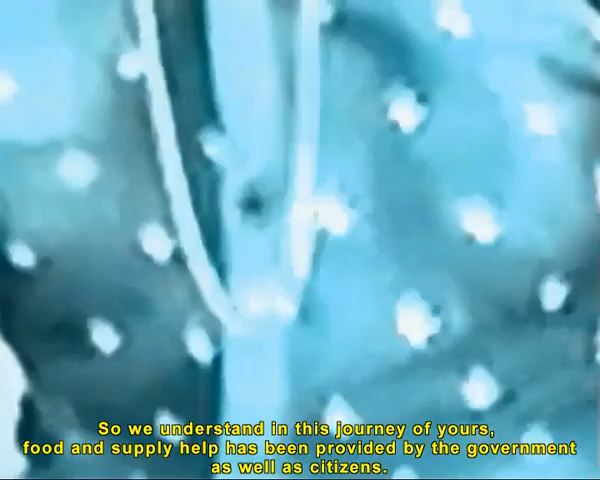 So we understand in this journey of yours,
food and supply help has been provided by the government
as well as citizens.